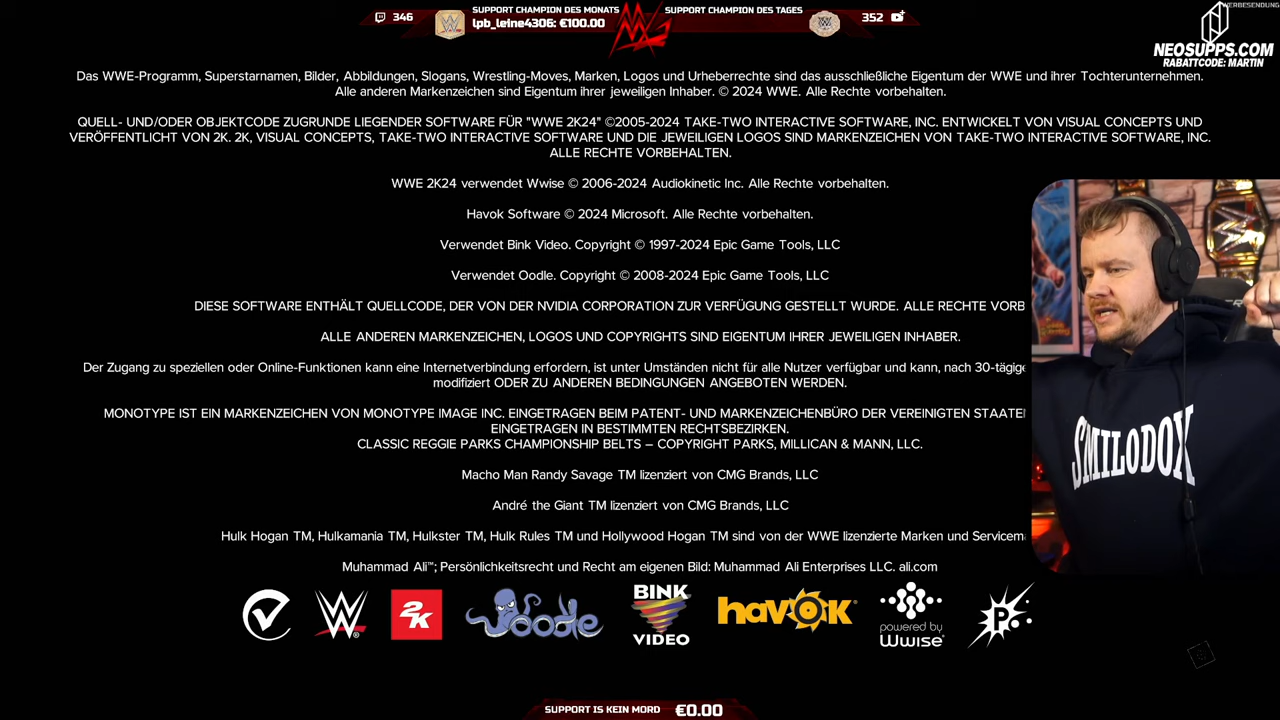 346
SUPPORT CHAMPION DES MONATS
lpb_le1ne4306: €100.00
SUPPORT CHAMPION DES TAGES
352
NEOSUPPS.COM
RABATTCODE: MARTIN
Das WWE-Programm, Superstarnamen, Bilder, Abbildungen, Slogans, Wrestling-Moves, Marken, Logos und Urheberrechte sind das ausschließliche Eigentum der WWE und ihrer Tochterunternehmen.
Alle anderen Markenzeichen sind Eigentum ihrer jeweiligen Inhaber. © 2024 WWE. Alle Rechte vorbehalten.
QUELL- UND/ODER OBJEKTCODE ZUGRUNDE LIEGENDER SOFTWARE FÜR "WWE 2K24" ©2005-2024 TAKE-TWO INTERACTIVE SOFTWARE, INC. ENTWICKELT VON VISUAL CONCEPTS UND
VERÖFFENTLICHT VON 2K. 2K, VISUAL CONCEPTS, TAKE-TWO INTERACTIVE SOFTWARE UND DIE JEWEILIGEN LOGOS SIND MARKENZEICHEN VON TAKE-TWO INTERACTIVE SOFTWARE, INC.
ALLE RECHTE VORBEHALTEN.
WWE 2K24 verwendet Wwise © 2006-2024 Audiokinetic Inc. Alle Rechte vorbehalten.
Havok Software © 2024 Microsoft. Alle Rechte vorbehalten.
Verwendet Bink Video. Copyright © 1997-2024 Epic Game Tools, LLC
Verwendet Oodle. Copyright © 2008-2024 Epic Game Tools, LLC
DIESE SOFTWARE ENTHÄLT QUELLCODE, DER VON DER NVIDIA CORPORATION ZUR VERFÜGUNG GESTELLT WURDE. ALLE RECHTE VORB
ALLE ANDEREN MARKENZEICHEN, LOGOS UND COPYRIGHTS SIND EIGENTUM IHRER JEWEILIGEN INHABER.
Der Zugang zu speziellen oder Online-Funktionen kann eine Internetverbindung erfordern, ist unter Umständen nicht für alle Nutzer verfügbar und kann, nach 30-tägige
modifiziert ODER ZU ANDEREN BEDINGUNGEN ANGEBOTEN WERDEN.
MONOTYPE IST EIN MARKENZEICHEN VON MONOTYPE IMAGE INC. EINGETRAGEN BEIM PATENT- UND MARKENZEICHENBÜRO DER VEREINIGTEN STAATEN
EINGETRAGEN IN BESTIMMTEN RECHTSBEZIRKEN.
CLASSIC REGGIE PARKS CHAMPIONSHIP BELTS – COPYRIGHT PARKS, MILLICAN & MANN, LLC.
Macho Man Randy Savage TM lizenziert von CMG Brands, LLC
André the Giant TM lizenziert von CMG Brands, LLC
Hulk Hogan TM, Hulkamania TM, Hulkster TM, Hulk Rules TM und Hollywood Hogan TM sind von der WWE lizenzierte Marken und Servicem
Muhammad Ali™; Persönlichkeitsrecht und Recht am eigenen Bild: Muhammad Ali Enterprises LLC. ali.com
SMILODOX
W
2K
oodle
BINK VIDEO
havok
powered by Wwise
P
SUPPORT IS KEIN MORD €0.00